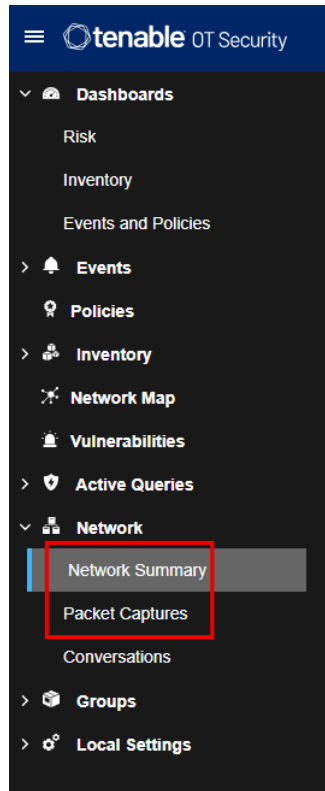 tenable OT Security
Dashboards
Risk
Inventory
Events and Policies
Events
Policies
Inventory
Network Map
Vulnerabilities
Active Queries
Network
Network Summary
Packet Captures
Conversations
Groups
Local Settings